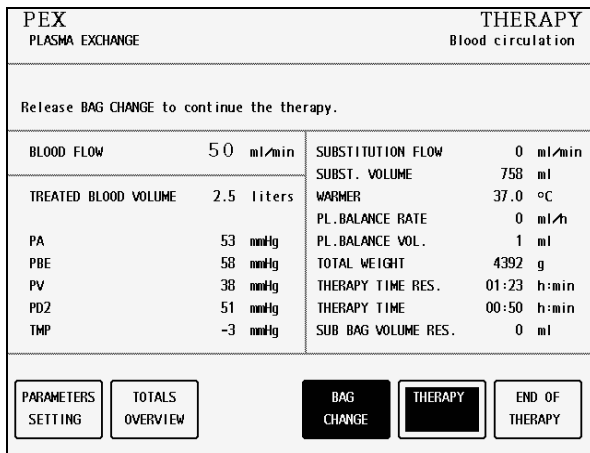 PEX THERAPY
PLASMA EXCHANGE Blood circulation
Release BAG CHANGE to continue the therapy.
BLOOD FLOW 50 ml/min
TREATED BLOOD VOLUME 2.5 liters
PA 53 mmHg
PBE 58 mmHg
PV 38 mmHg
PD2 51 mmHg
TMP -3 mmHg
SUBSTITUTION FLOW 0 ml/min
SUBST. VOLUME 758 ml
WARMER 37.0 °C
PL.BALANCE RATE 0 ml/h
PL.BALANCE VOL. 1 ml
TOTAL WEIGHT 4392 g
THERAPY TIME RES. 01:23 h:min
THERAPY TIME 00:50 h:min
SUB BAG VOLUME RES. 0 ml
PARAMETERS
SETTING
TOTALS
OVERVIEW
BAG
CHANGE
THERAPY
END OF
THERAPY